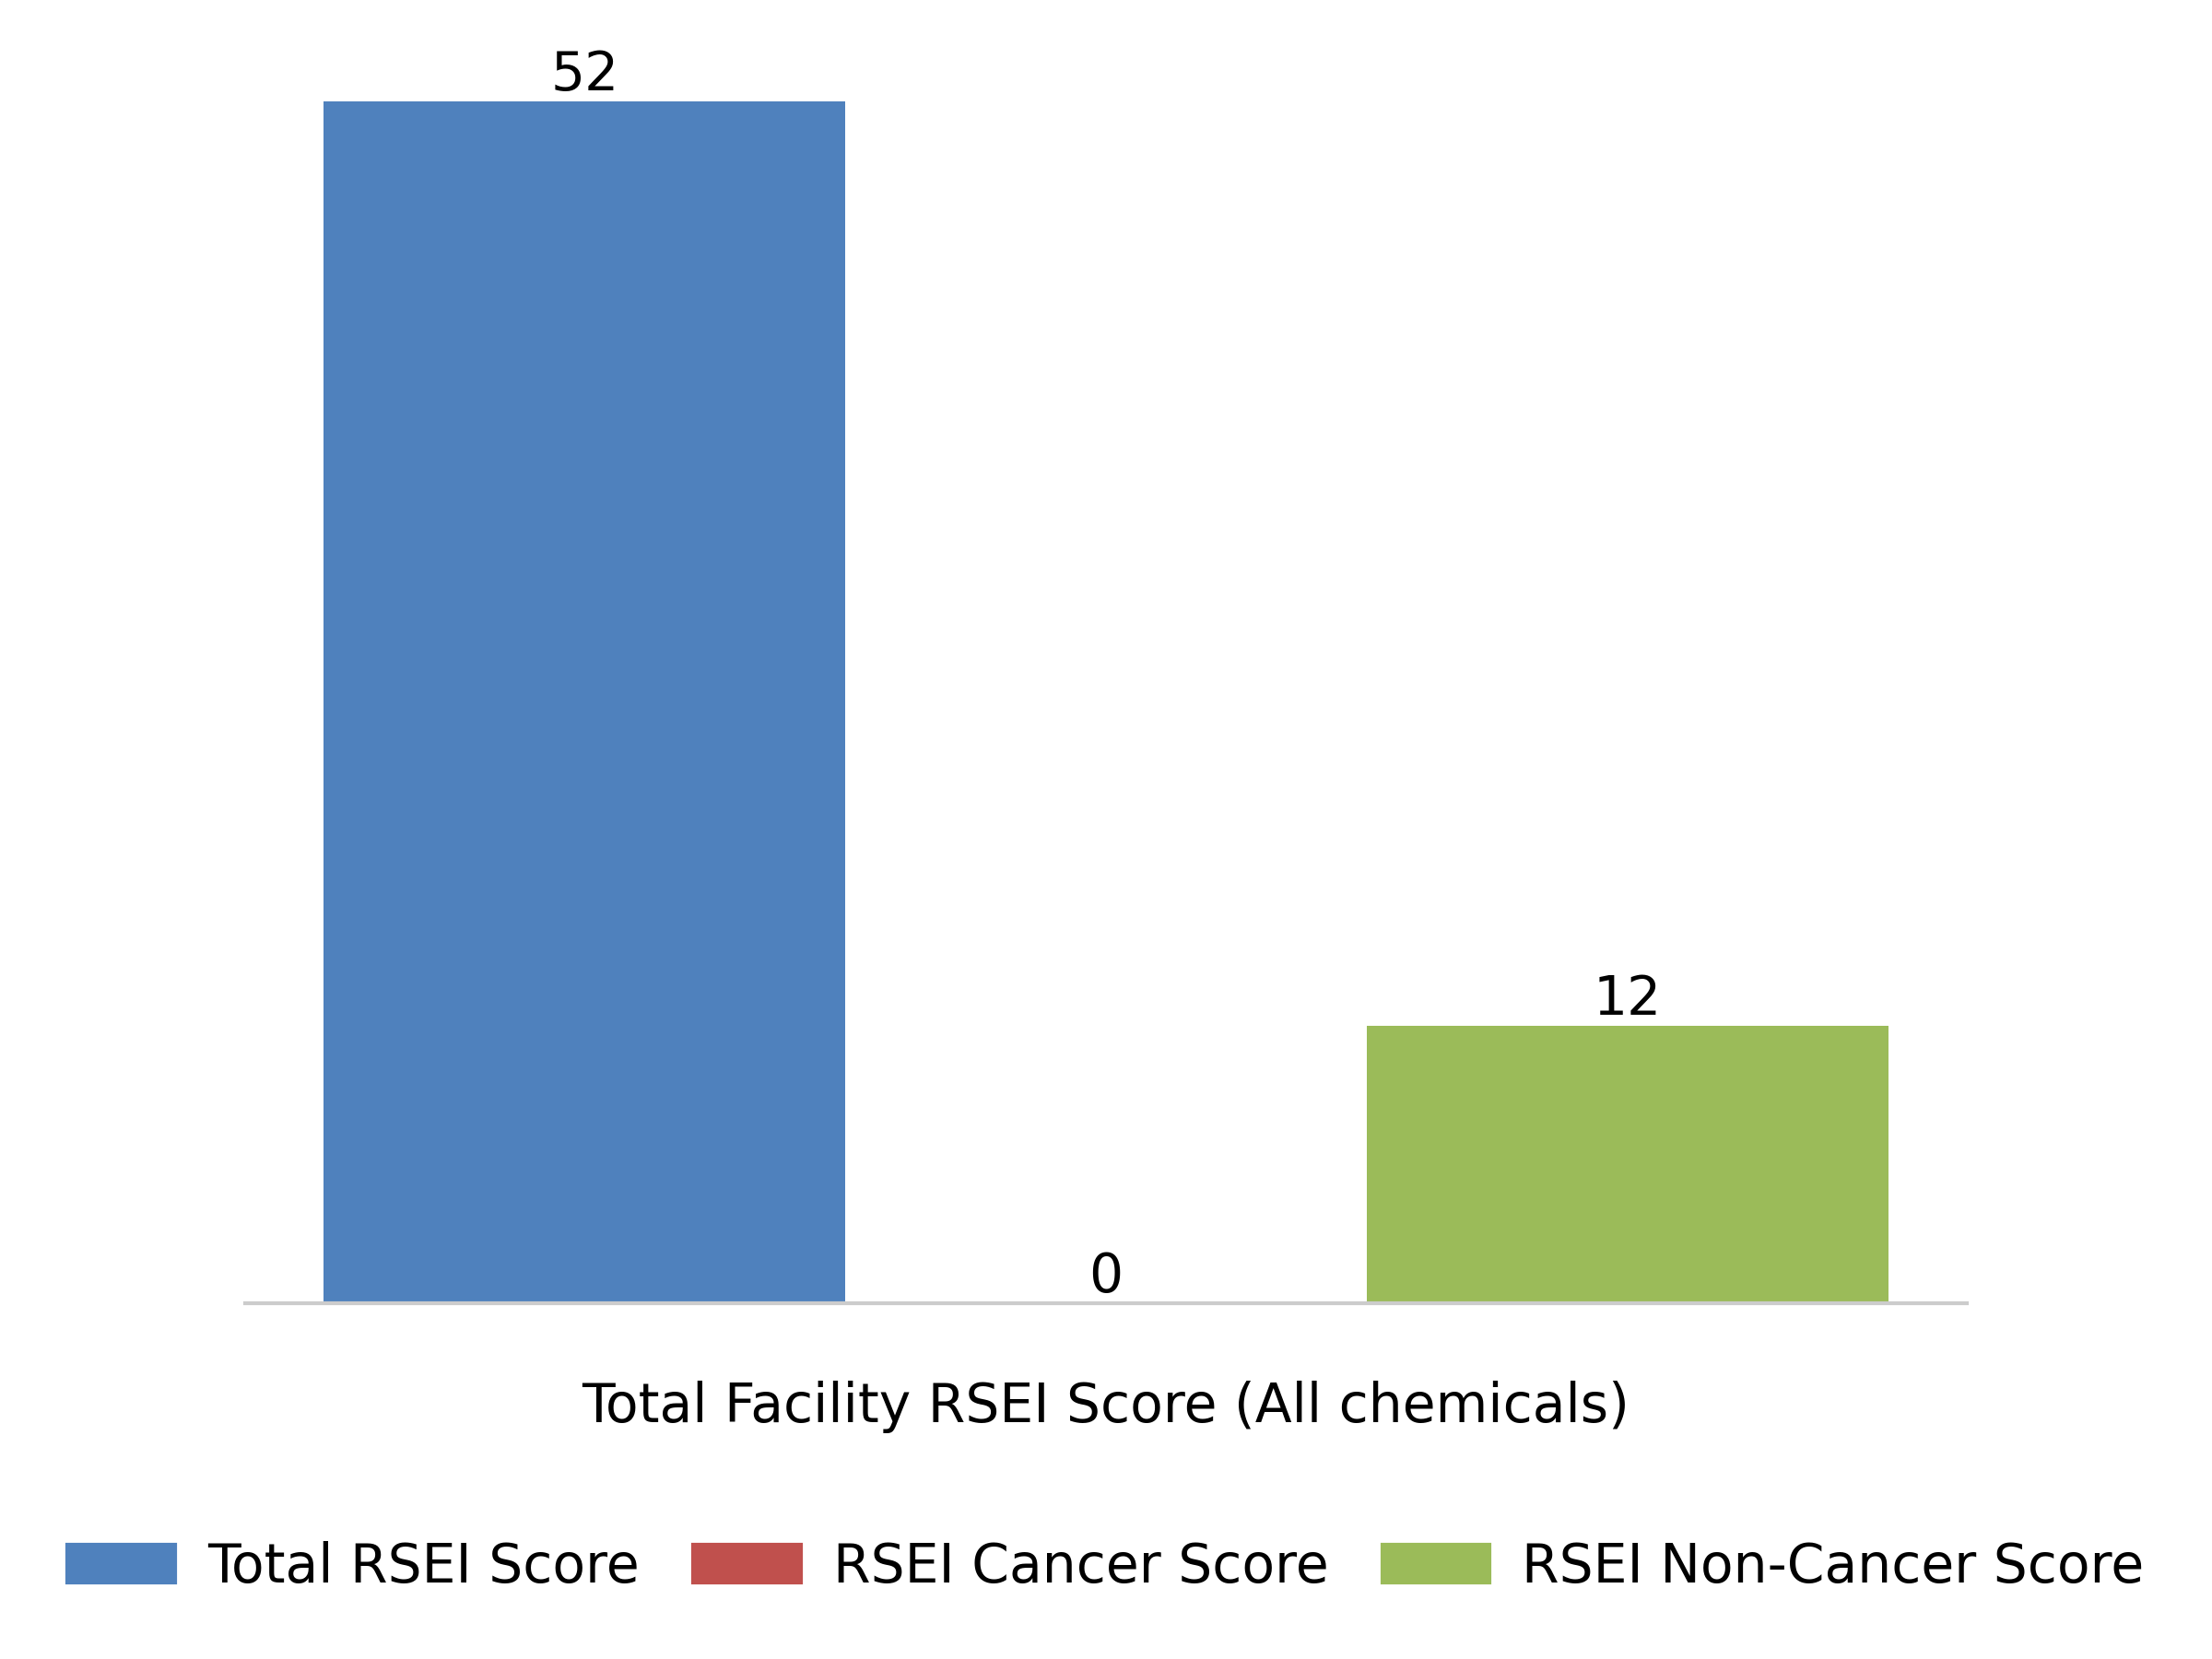 52
12
0
Total Facility RSEI Score (All chemicals)
Total RSEI Score RSEI Cancer Score RSEI Non-Cancer Score